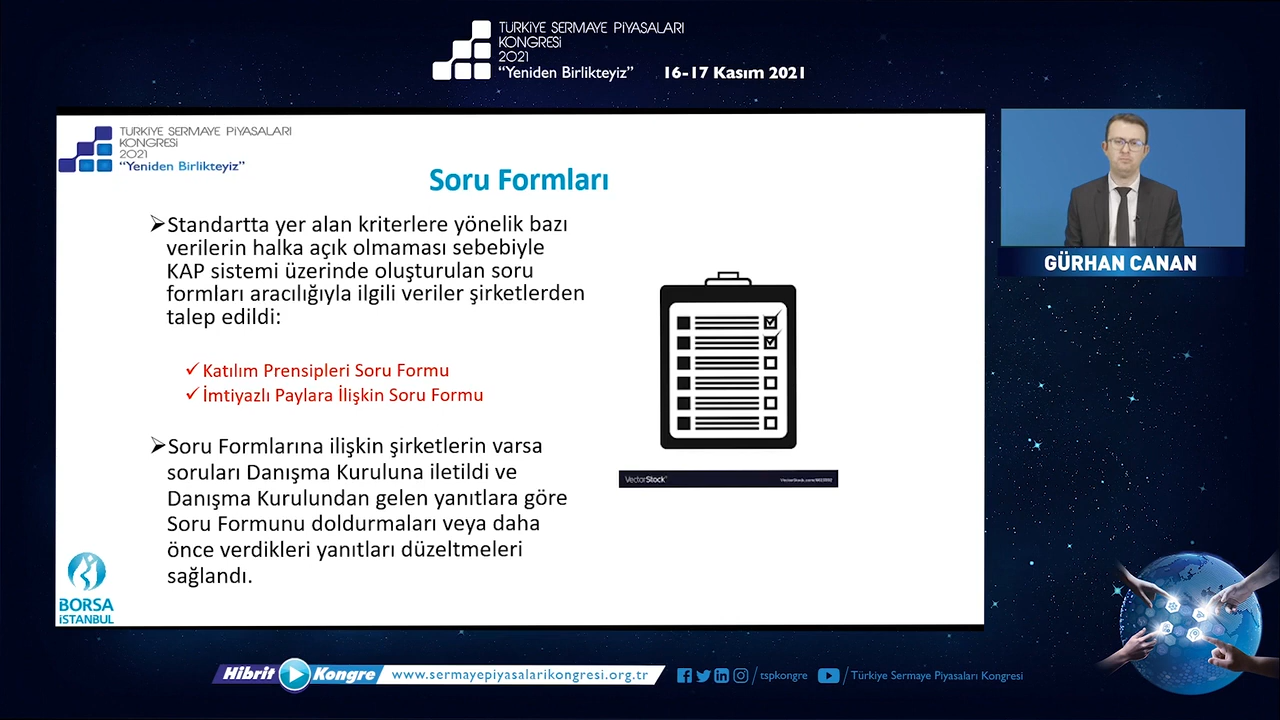 TÜRKİYE SERMAYE PİYASALARI
KONGRESİ
2021
“Yeniden Birlikteyiz”
16-17 Kasım 2021
TÜRKİYE SERMAYE PİYASALARI
KONGRESİ
2021
“Yeniden Birlikteyiz”
Soru Formları
Standartta yer alan kriterlere yönelik bazı
verilerin halka açık olmaması sebebiyle
KAP sistemi üzerinde oluşturulan soru
formları aracılığıyla ilgili veriler şirketlerden
talep edildi:
Katılım Prensipleri Soru Formu
İmtiyazlı Paylara İlişkin Soru Formu
Soru Formlarına ilişkin şirketlerin varsa
soruları Danışma Kuruluna iletildi ve
Danışma Kurulundan gelen yanıtlara göre
Soru Formunu doldurmaları veya daha
önce verdikleri yanıtları düzeltmeleri
sağlandı.
VectorStock
BORSA
İSTANBUL
GÜRHAN CANAN
Hibrit Kongre
www.sermayepiyasalarikongresi.org.tr
/tspkongre
/Türkiye Sermaye Piyasaları Kongresi